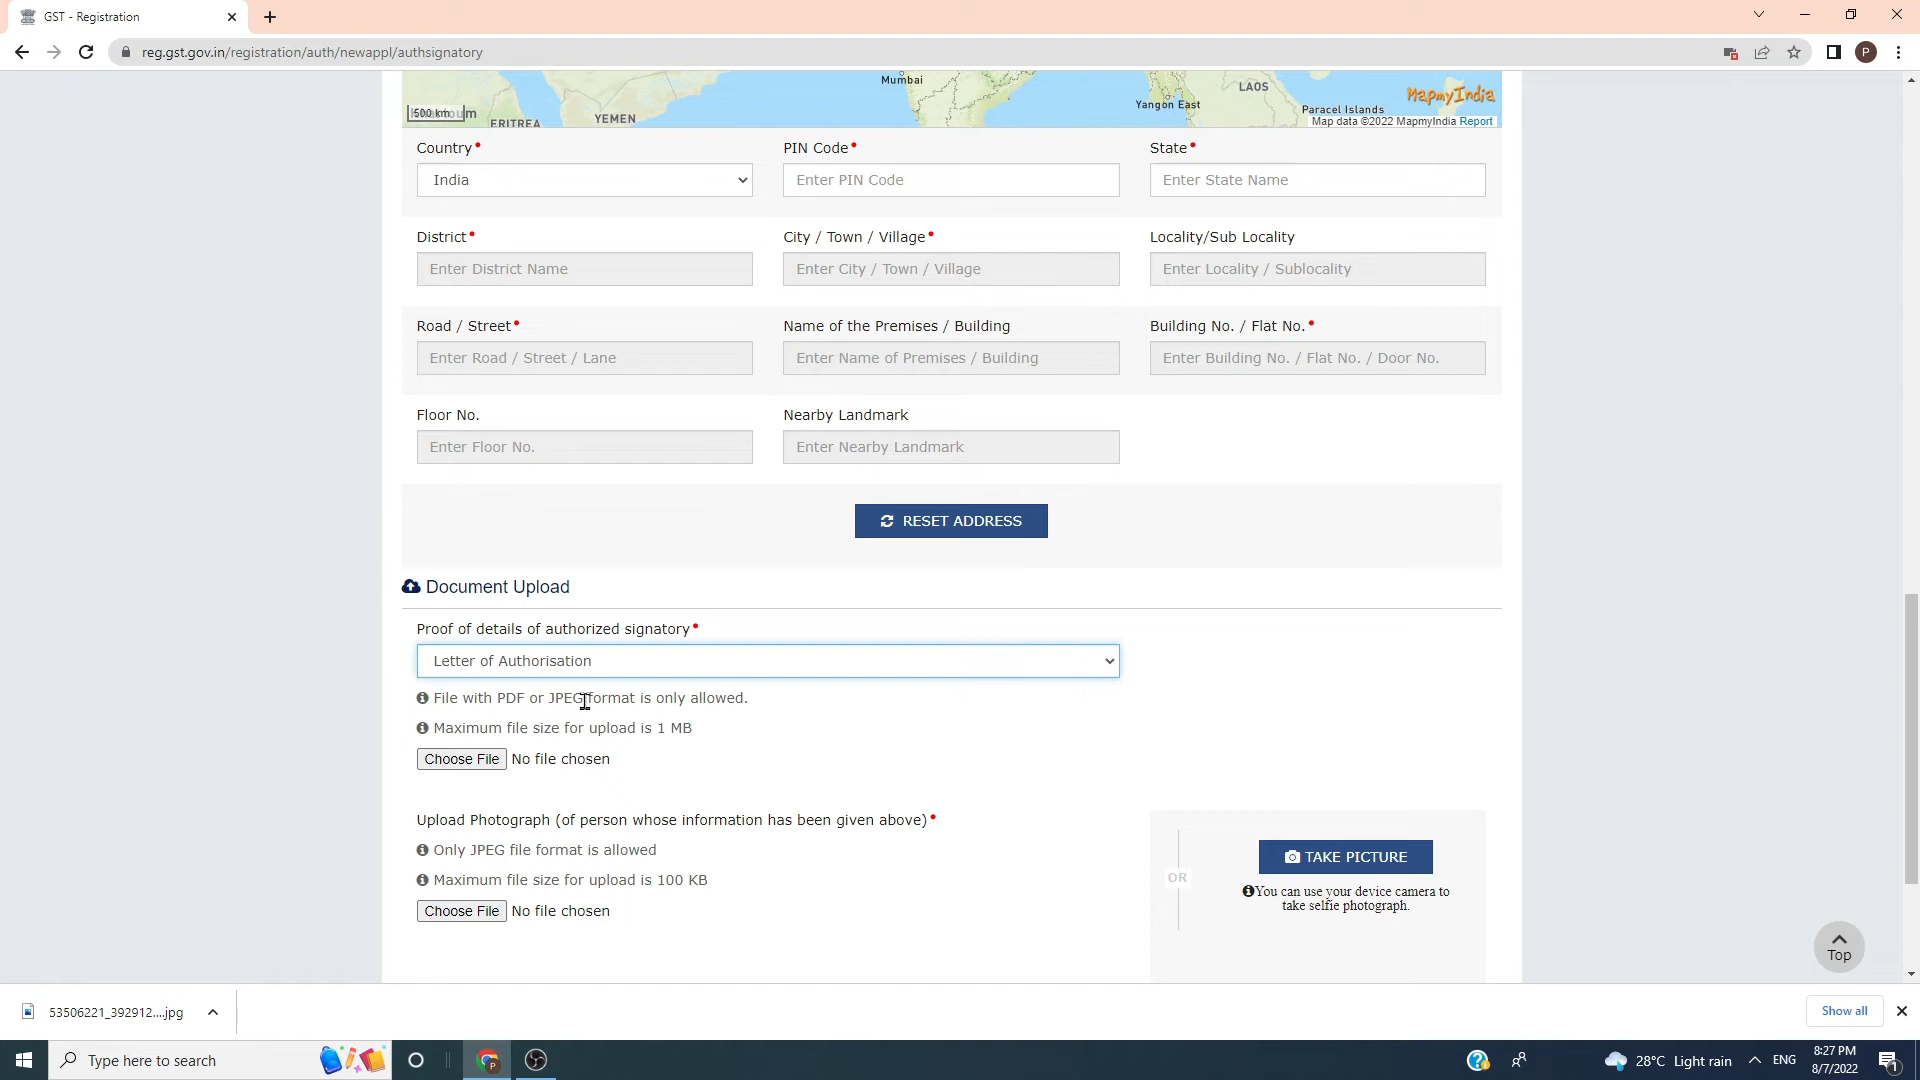 GST - Registration
reg.gst.gov.in/registration/auth/newappl/authsignatory
P
Mumbai
LAOS
MapmyIndia
500 km
ERITREA
YEMEN
Yangon East
Paracel Islands
Map data ©2022 MapmyIndia Report
Country•
PIN Code•
State•
India
Enter PIN Code
Enter State Name
District•
City / Town / Village•
Locality/Sub Locality
Enter District Name
Enter City / Town / Village
Enter Locality / Sublocality
Road / Street•
Name of the Premises / Building
Building No. / Flat No.•
Enter Road / Street / Lane
Enter Name of Premises / Building
Enter Building No. / Flat No. / Door No.
Floor No.
Nearby Landmark
Enter Floor No.
Enter Nearby Landmark
RESET ADDRESS
Document Upload
Proof of details of authorized signatory•
Letter of Authorisation
File with PDF or JPEG format is only allowed.
Maximum file size for upload is 1 MB
Choose File No file chosen
Upload Photograph (of person whose information has been given above)•
Only JPEG file format is allowed
Maximum file size for upload is 100 KB
Choose File No file chosen
OR
TAKE PICTURE
You can use your device camera to
take selfie photograph.
Top
53506221_392912....jpg
Show all
Type here to search
P
28°C Light rain
ENG
8:27 PM
8/7/2022
1